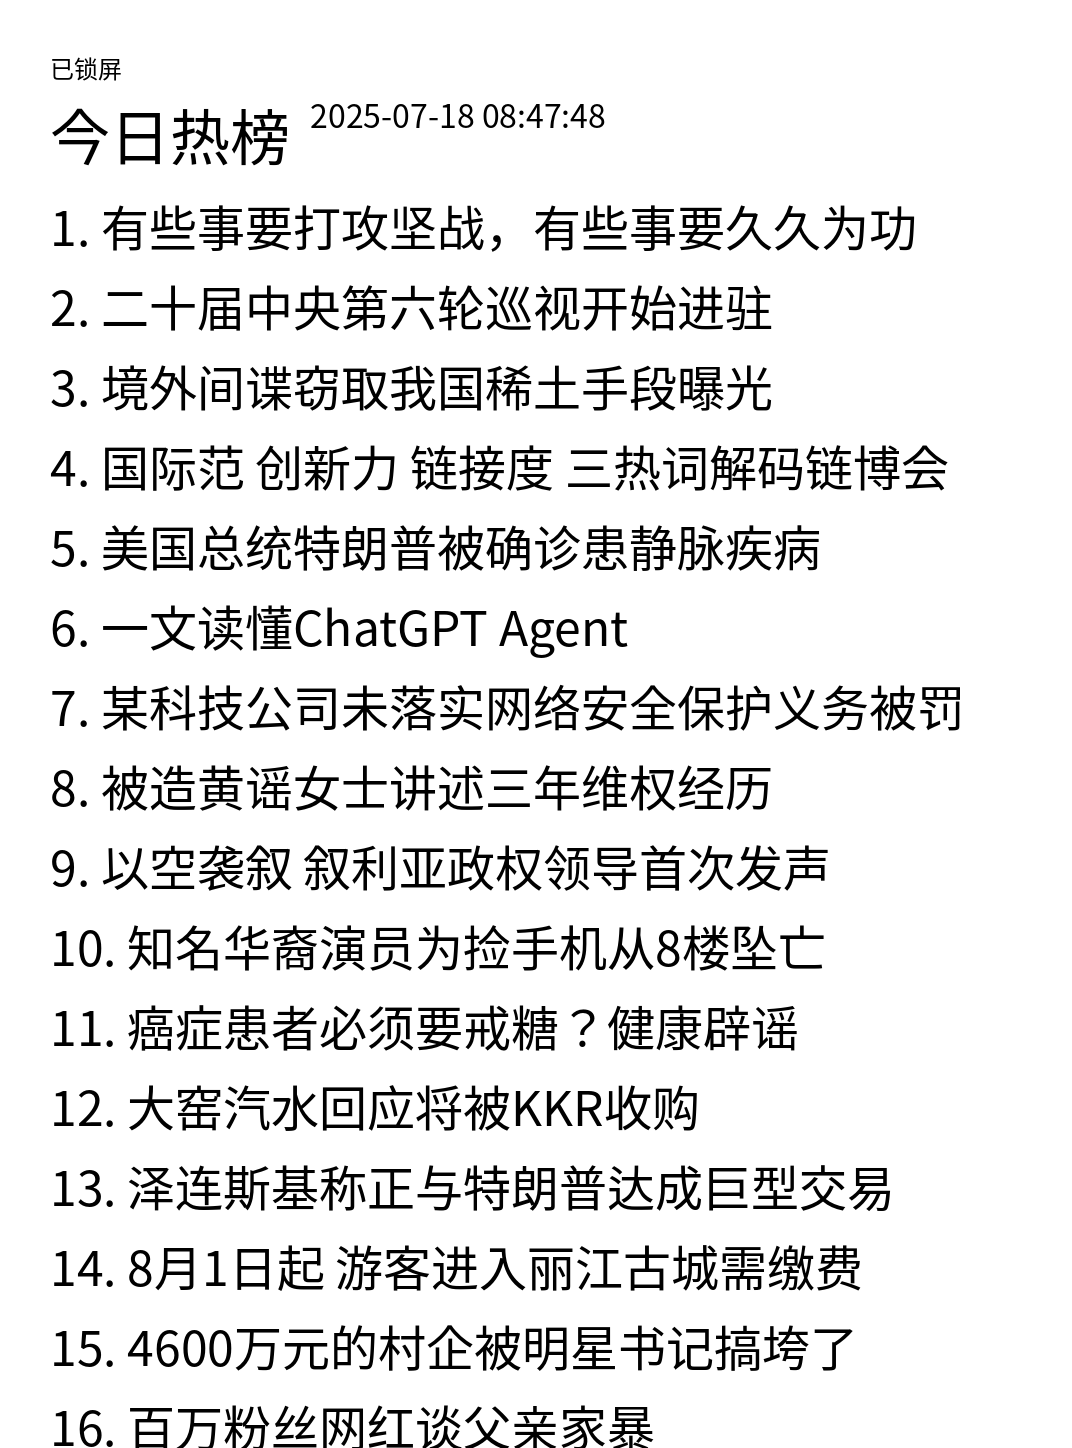 已锁屏
今日热榜 2025-07-18 08:47:48
1. 有些事要打攻坚战，有些事要久久为功
2. 二十届中央第六轮巡视开始进驻
3. 境外间谍窃取我国稀土手段曝光
4. 国际范 创新力 链接度 三热词解码链博会
5. 美国总统特朗普被确诊患静脉疾病
6. 一文读懂ChatGPT Agent
7. 某科技公司未落实网络安全保护义务被罚
8. 被造黄谣女士讲述三年维权经历
9. 以空袭叙 叙利亚政权领导首次发声
10. 知名华裔演员为捡手机从8楼坠亡
11. 癌症患者必须要戒糖？健康辟谣
12. 大窑汽水回应将被KKR收购
13. 泽连斯基称正与特朗普达成巨型交易
14. 8月1日起 游客进入丽江古城需缴费
15. 4600万元的村企被明星书记搞垮了
16. 百万粉丝网红谈父亲家暴